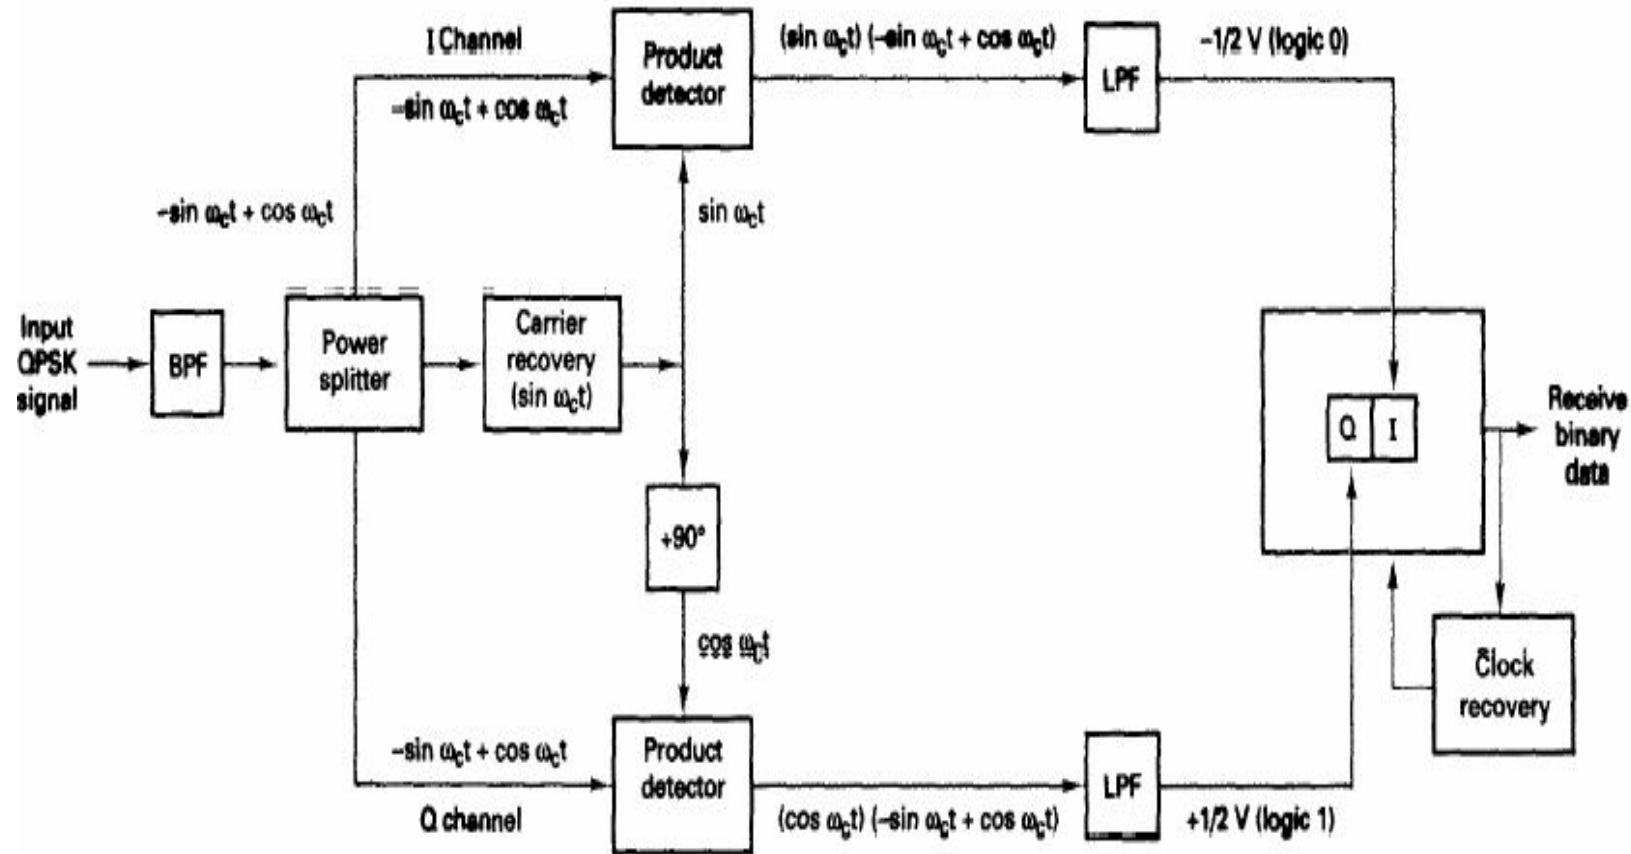 I Channel
Product
detector
(sin ωct) (–sin ωct + cos ωct)
LPF
–1/2 V (logic 0)
–sin ωct + cos ωct
–sin ωct + cos ωct
sin ωct
Input
QPSK
signal
BPF
Power
splitter
Carrier
recovery
(sin ωct)
Q I
Receive
binary
data
+90°
cos ωct
Clock
recovery
–sin ωct + cos ωct
Q channel
Product
detector
(cos ωct) (–sin ωct + cos ωct)
LPF
+1/2 V (logic 1)